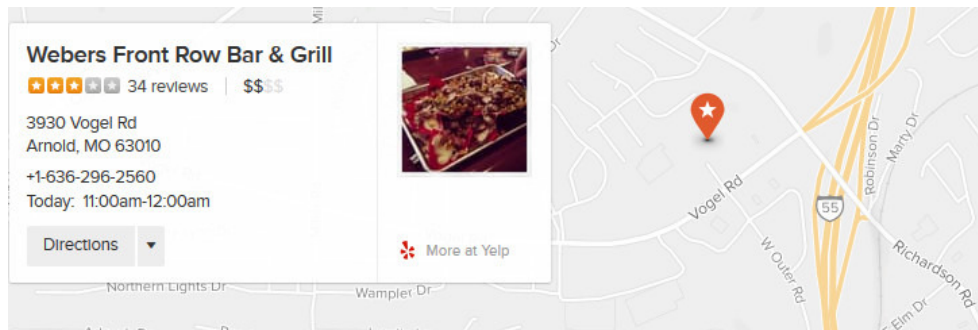 Webers Front Row Bar & Grill
34 reviews $$$$
3930 Vogel Rd
Arnold, MO 63010
+1-636-296-2560
Today: 11:00am-12:00am
Directions
More at Yelp
Mil
Dr
Vogel Rd
55
Robinson Dr
Marty Dr
W Outer Rd
Richardson Rd
Elm Dr
Northern Lights Dr
Wampler Dr